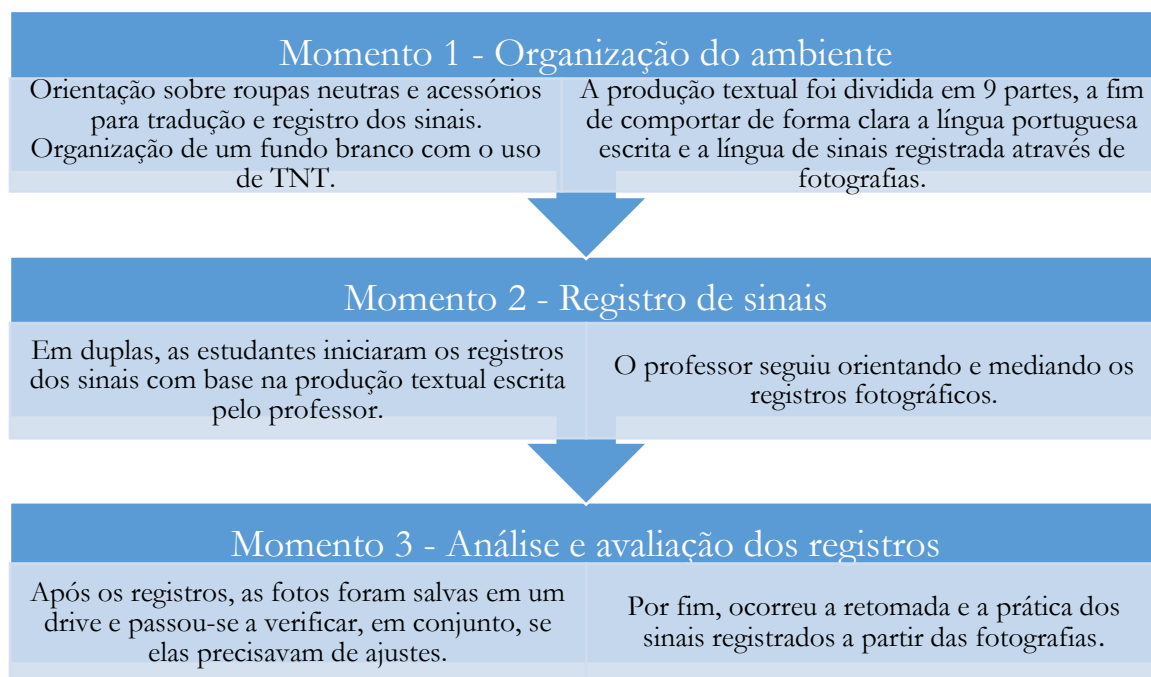 Momento 1 - Organização do ambiente
Orientação sobre roupas neutras e acessórios
para tradução e registro dos sinais.
Organização de um fundo branco com o uso
de TNT.
A produção textual foi dividida em 9 partes, a fim
de comportar de forma clara a língua portuguesa
escrita e a língua de sinais registrada através de
fotografias.
Momento 2 - Registro de sinais
Em duplas, as estudantes iniciaram os registros
dos sinais com base na produção textual escrita
pelo professor.
O professor seguiu orientando e mediando os
registros fotográficos.
Momento 3 - Análise e avaliação dos registros
Após os registros, as fotos foram salvas em um
drive e passou-se a verificar, em conjunto, se
elas precisavam de ajustes.
Por fim, ocorreu a retomada e a prática dos
sinais registrados a partir das fotografias.